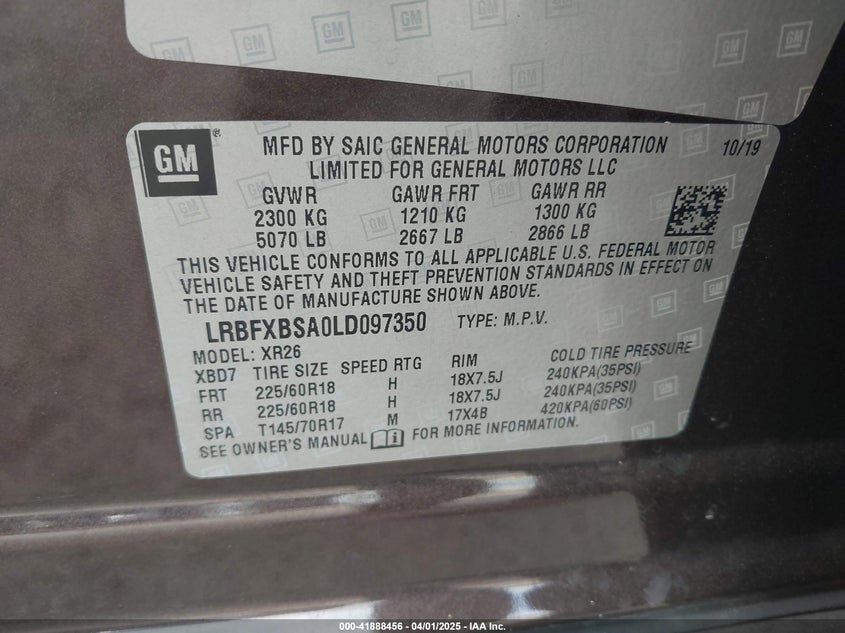 GM
MFD BY SAIC GENERAL MOTORS CORPORATION 10/19
LIMITED FOR GENERAL MOTORS LLC
GVWR GAWR FRT GAWR RR
2300 KG 1210 KG 1300 KG
5070 LB 2667 LB 2866 LB
THIS VEHICLE CONFORMS TO ALL APPLICABLE U.S. FEDERAL MOTOR
VEHICLE SAFETY AND THEFT PREVENTION STANDARDS IN EFFECT ON
THE DATE OF MANUFACTURE SHOWN ABOVE.
LRBFXBSA0LD097350 TYPE: M.P.V.
MODEL: XR26
XBD7 TIRE SIZE SPEED RTG RIM COLD TIRE PRESSURE
FRT 225/60R18 H 18X7.5J 240KPA(35PSI)
RR 225/60R18 H 18X7.5J 240KPA(35PSI)
SPA T145/70R17 M 17X4B 420KPA(60PSI)
SEE OWNER'S MANUAL FOR MORE INFORMATION.
000-41888456 - 04/01/2025 - IAA Inc.